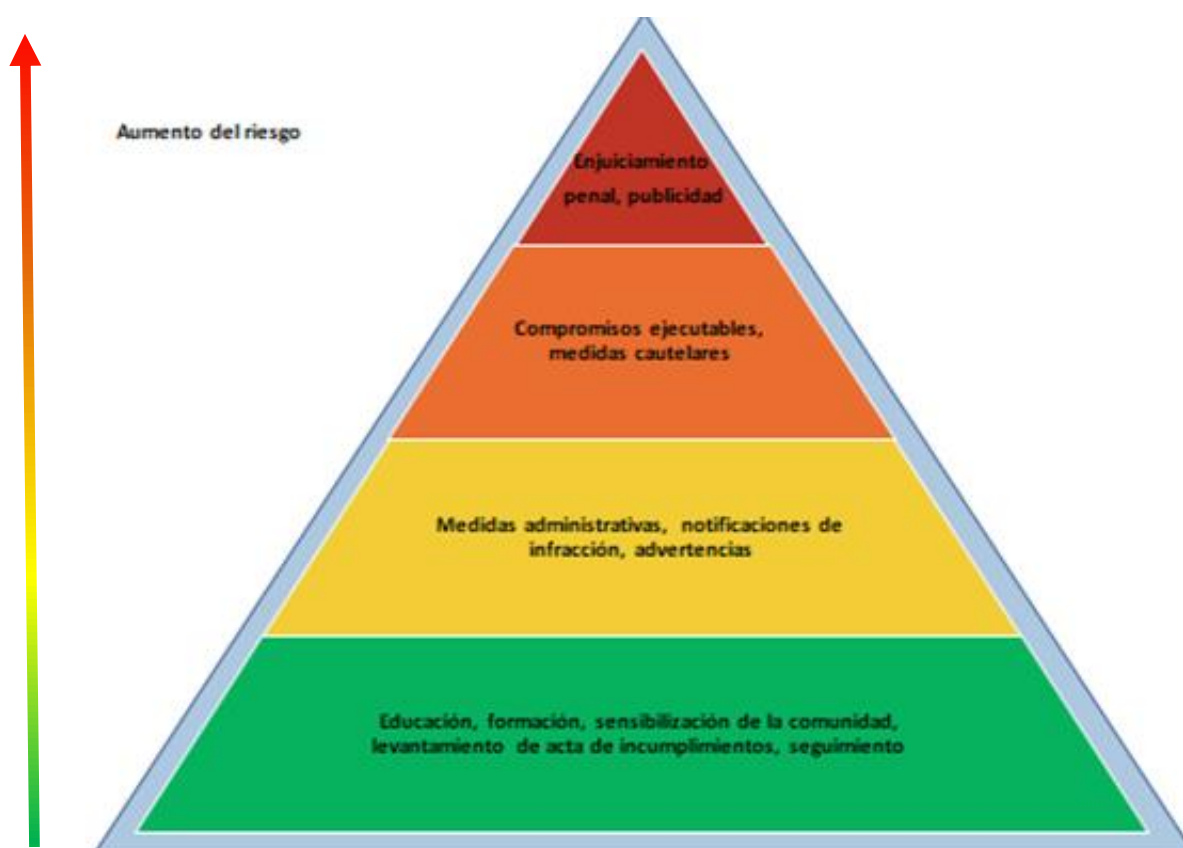 Aumento del riesgo
Enjuiciamiento
penal, publicidad
Compromisos ejecutables,
medidas cautelares
Medidas administrativas, notificaciones de
infracción, advertencias
Educación, formación, sensibilización de la comunidad,
levantamiento de acta de incumplimientos, seguimiento